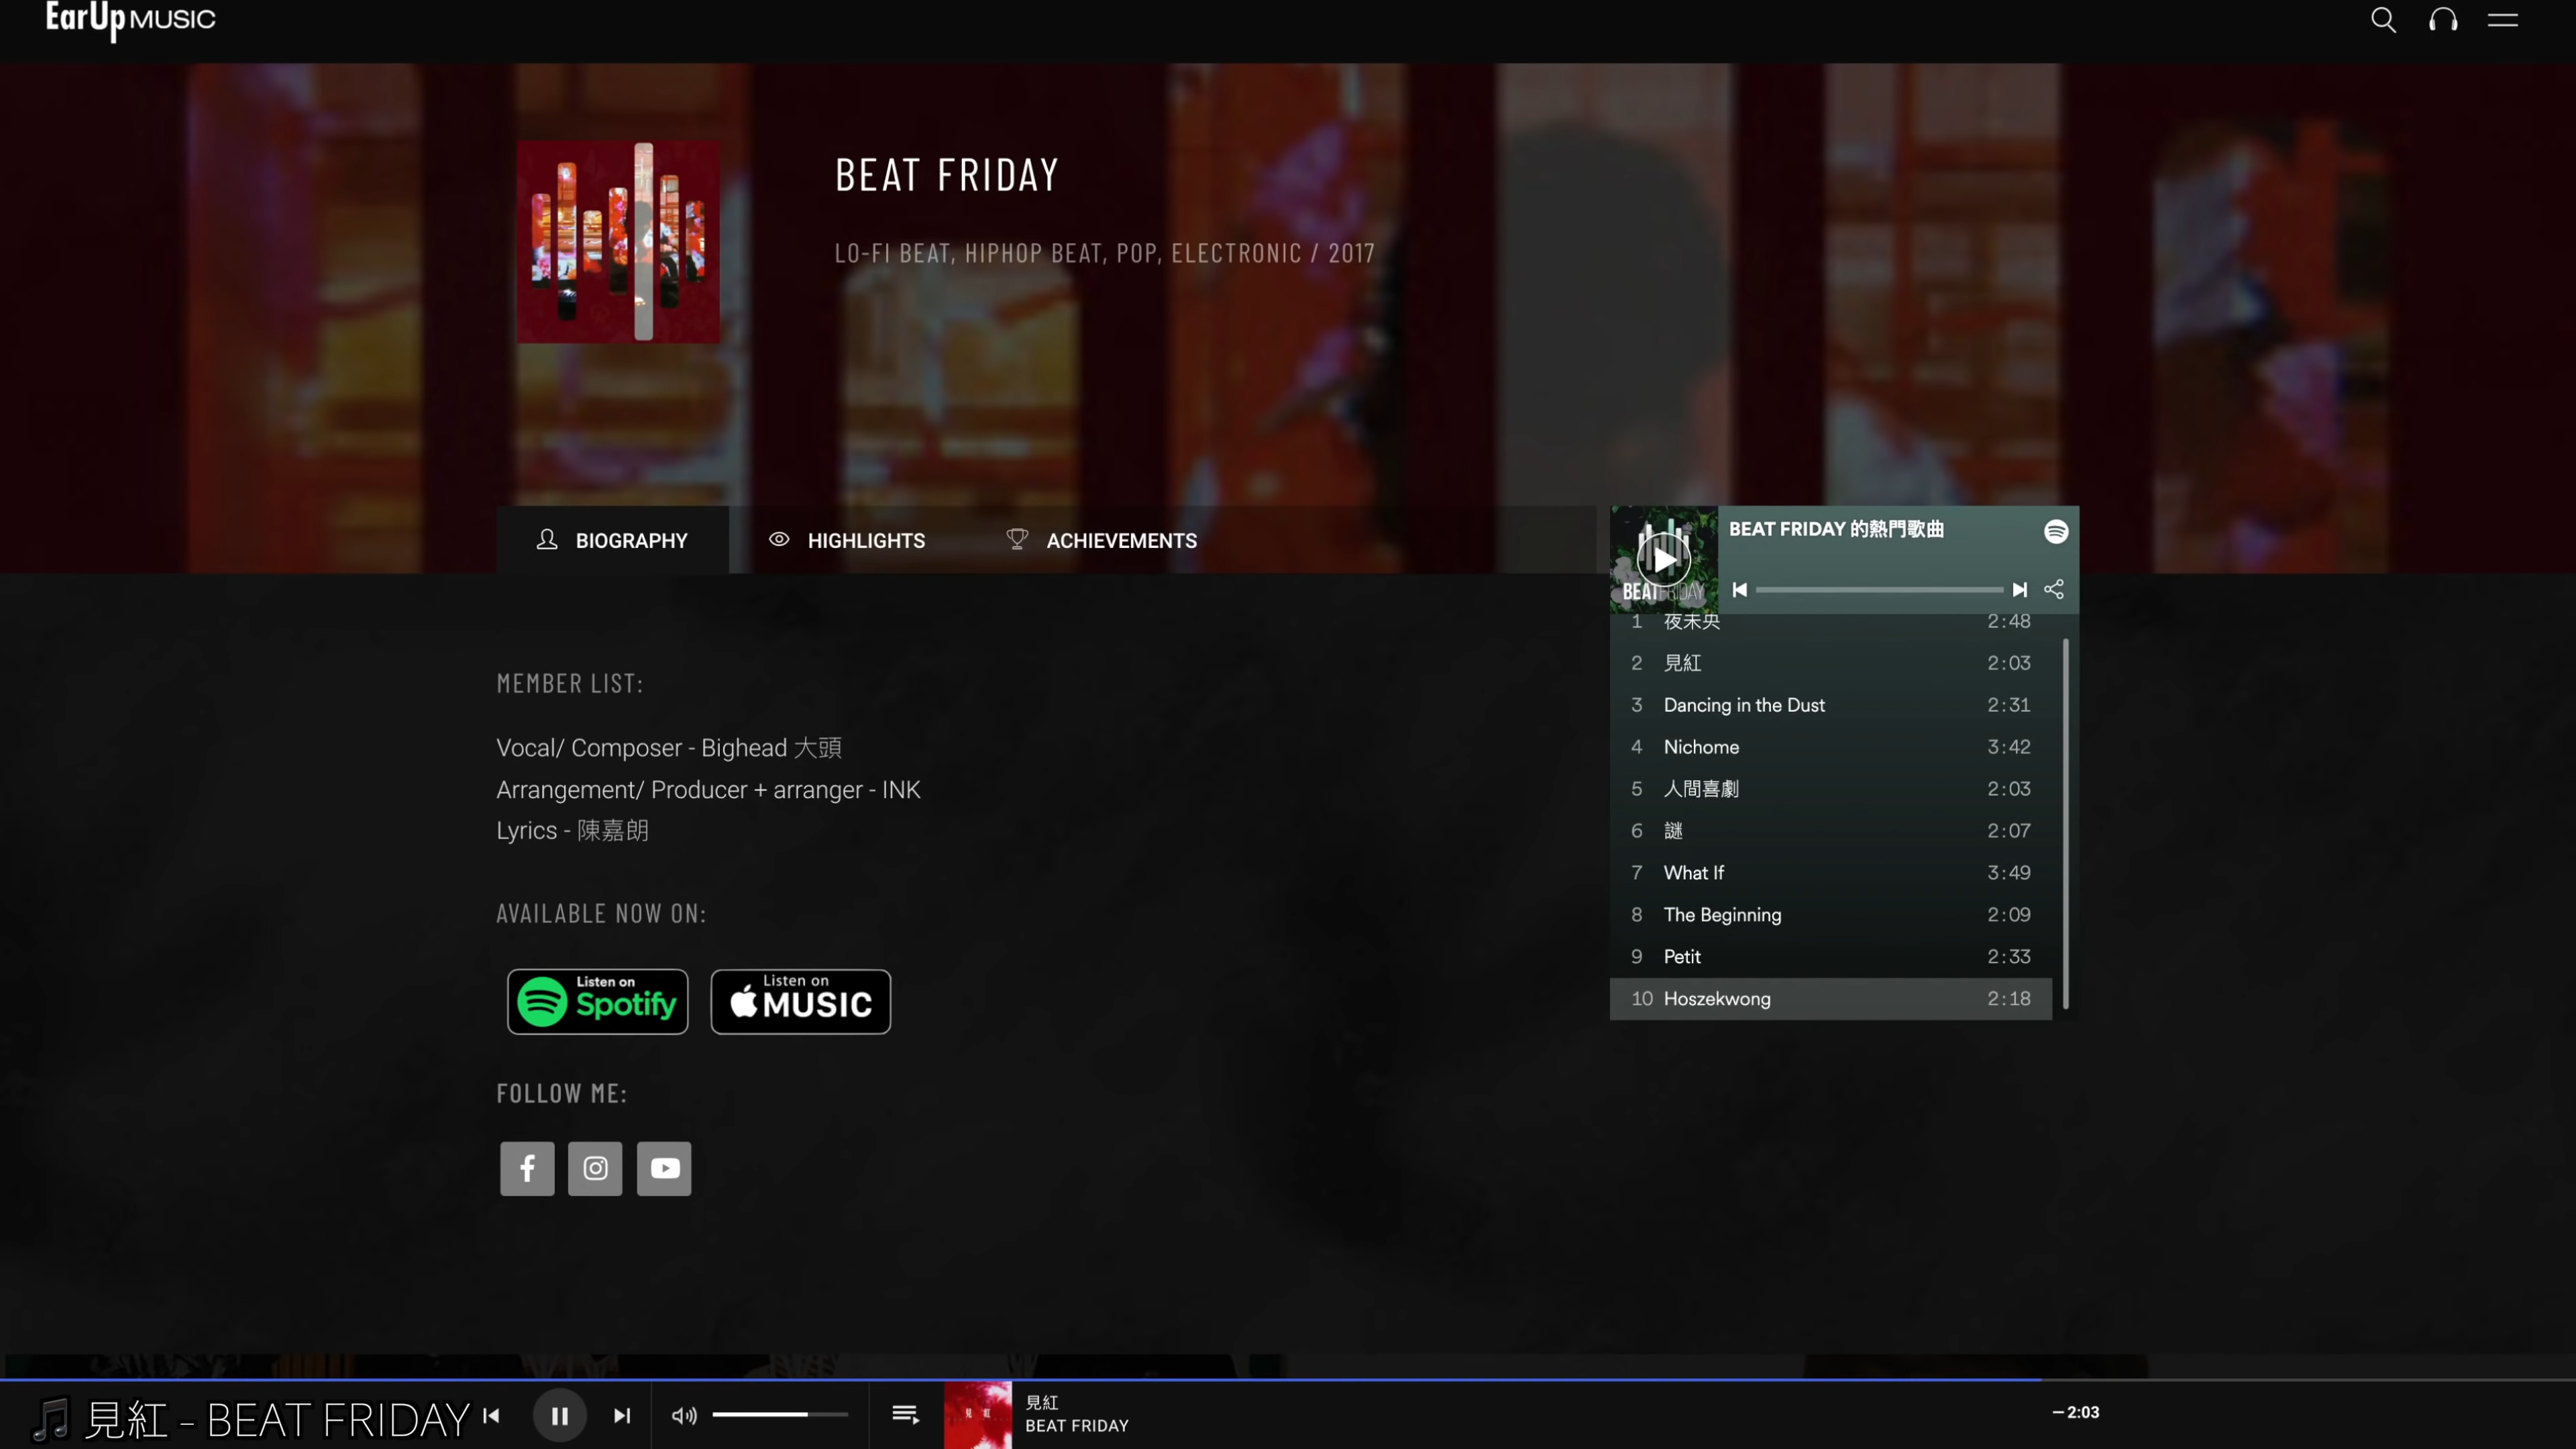 EarUp MUSIC
BEAT FRIDAY
LO-FI BEAT, HIPHOP BEAT, POP, ELECTRONIC / 2017
BIOGRAPHY
HIGHLIGHTS
ACHIEVEMENTS
MEMBER LIST:
Vocal/ Composer - Bighead 大頭
Arrangement/ Producer + arranger - INK
Lyrics - 陳嘉朗
AVAILABLE NOW ON:
Listen on
Spotify
Listen on
MUSIC
FOLLOW ME:
BEAT FRIDAY 的熱門歌曲
BEATFRIDAY
1 夜未央 2:48
2 見紅 2:03
3 Dancing in the Dust 2:31
4 Nichome 3:42
5 人間喜劇 2:03
6 謎 2:07
7 What If 3:49
8 The Beginning 2:09
9 Petit 2:33
10 Hoszekwong 2:18
見紅 - BEAT FRIDAY
見 紅
見紅
BEAT FRIDAY
-2:03